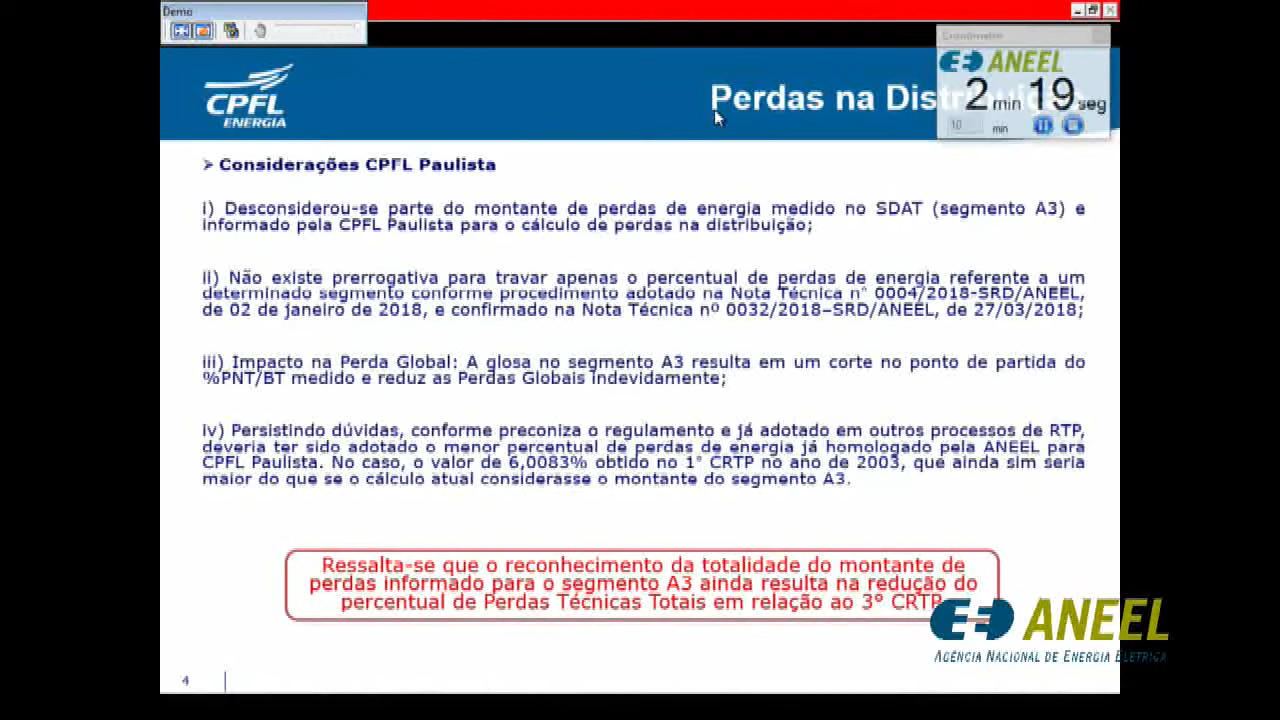 Demo
Cronômetro
ANEEL
2 min 19 seg
10 min
CPFL
ENERGIA
Perdas na Dis
Considerações CPFL Paulista
i) Desconsiderou-se parte do montante de perdas de energia medido no SDAT (segmento A3) e
informado pela CPFL Paulista para o cálculo de perdas na distribuição;
ii) Não existe prerrogativa para travar apenas o percentual de perdas de energia referente a um
determinado segmento conforme procedimento adotado na Nota Técnica n° 0004/2018-SRD/ANEEL,
de 02 de janeiro de 2018, e confirmado na Nota Técnica nº 0032/2018–SRD/ANEEL, de 27/03/2018;
iii) Impacto na Perda Global: A glosa no segmento A3 resulta em um corte no ponto de partida do
%PNT/BT medido e reduz as Perdas Globais indevidamente;
iv) Persistindo dúvidas, conforme preconiza o regulamento e já adotado em outros processos de RTP,
deveria ter sido adotado o menor percentual de perdas de energia já homologado pela ANEEL para
CPFL Paulista. No caso, o valor de 6,0083% obtido no 1° CRTP no ano de 2003, que ainda sim seria
maior do que se o cálculo atual considerasse o montante do segmento A3.
Ressalta-se que o reconhecimento da totalidade do montante de
perdas informado para o segmento A3 ainda resulta na redução do
percentual de Perdas Técnicas Totais em relação ao 3º CRTP
ANEEL
AGÊNCIA NACIONAL DE ENERGIA ELÉTRICA
4